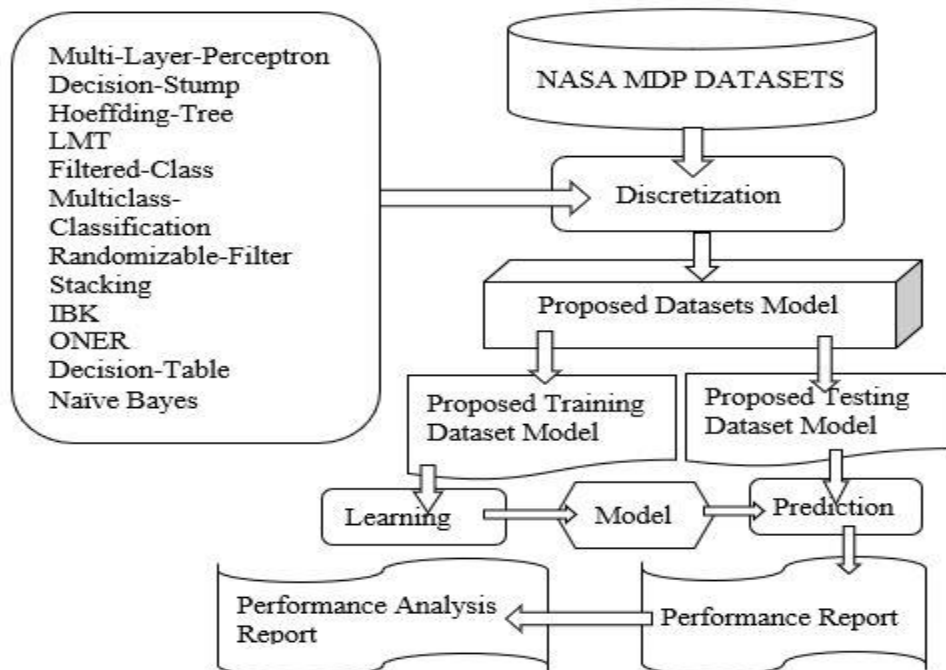 Multi-Layer-Perceptron
Decision-Stump
Hoeffding-Tree
LMT
Filtered-Class
Multiclass-
Classification
Randomizable-Filter
Stacking
IBK
ONER
Decision-Table
Naïve Bayes
NASA MDP DATASETS
Discretization
Proposed Datasets Model
Proposed Training
Dataset Model
Proposed Testing
Dataset Model
Learning
Model
Prediction
Performance Analysis
Report
Performance Report